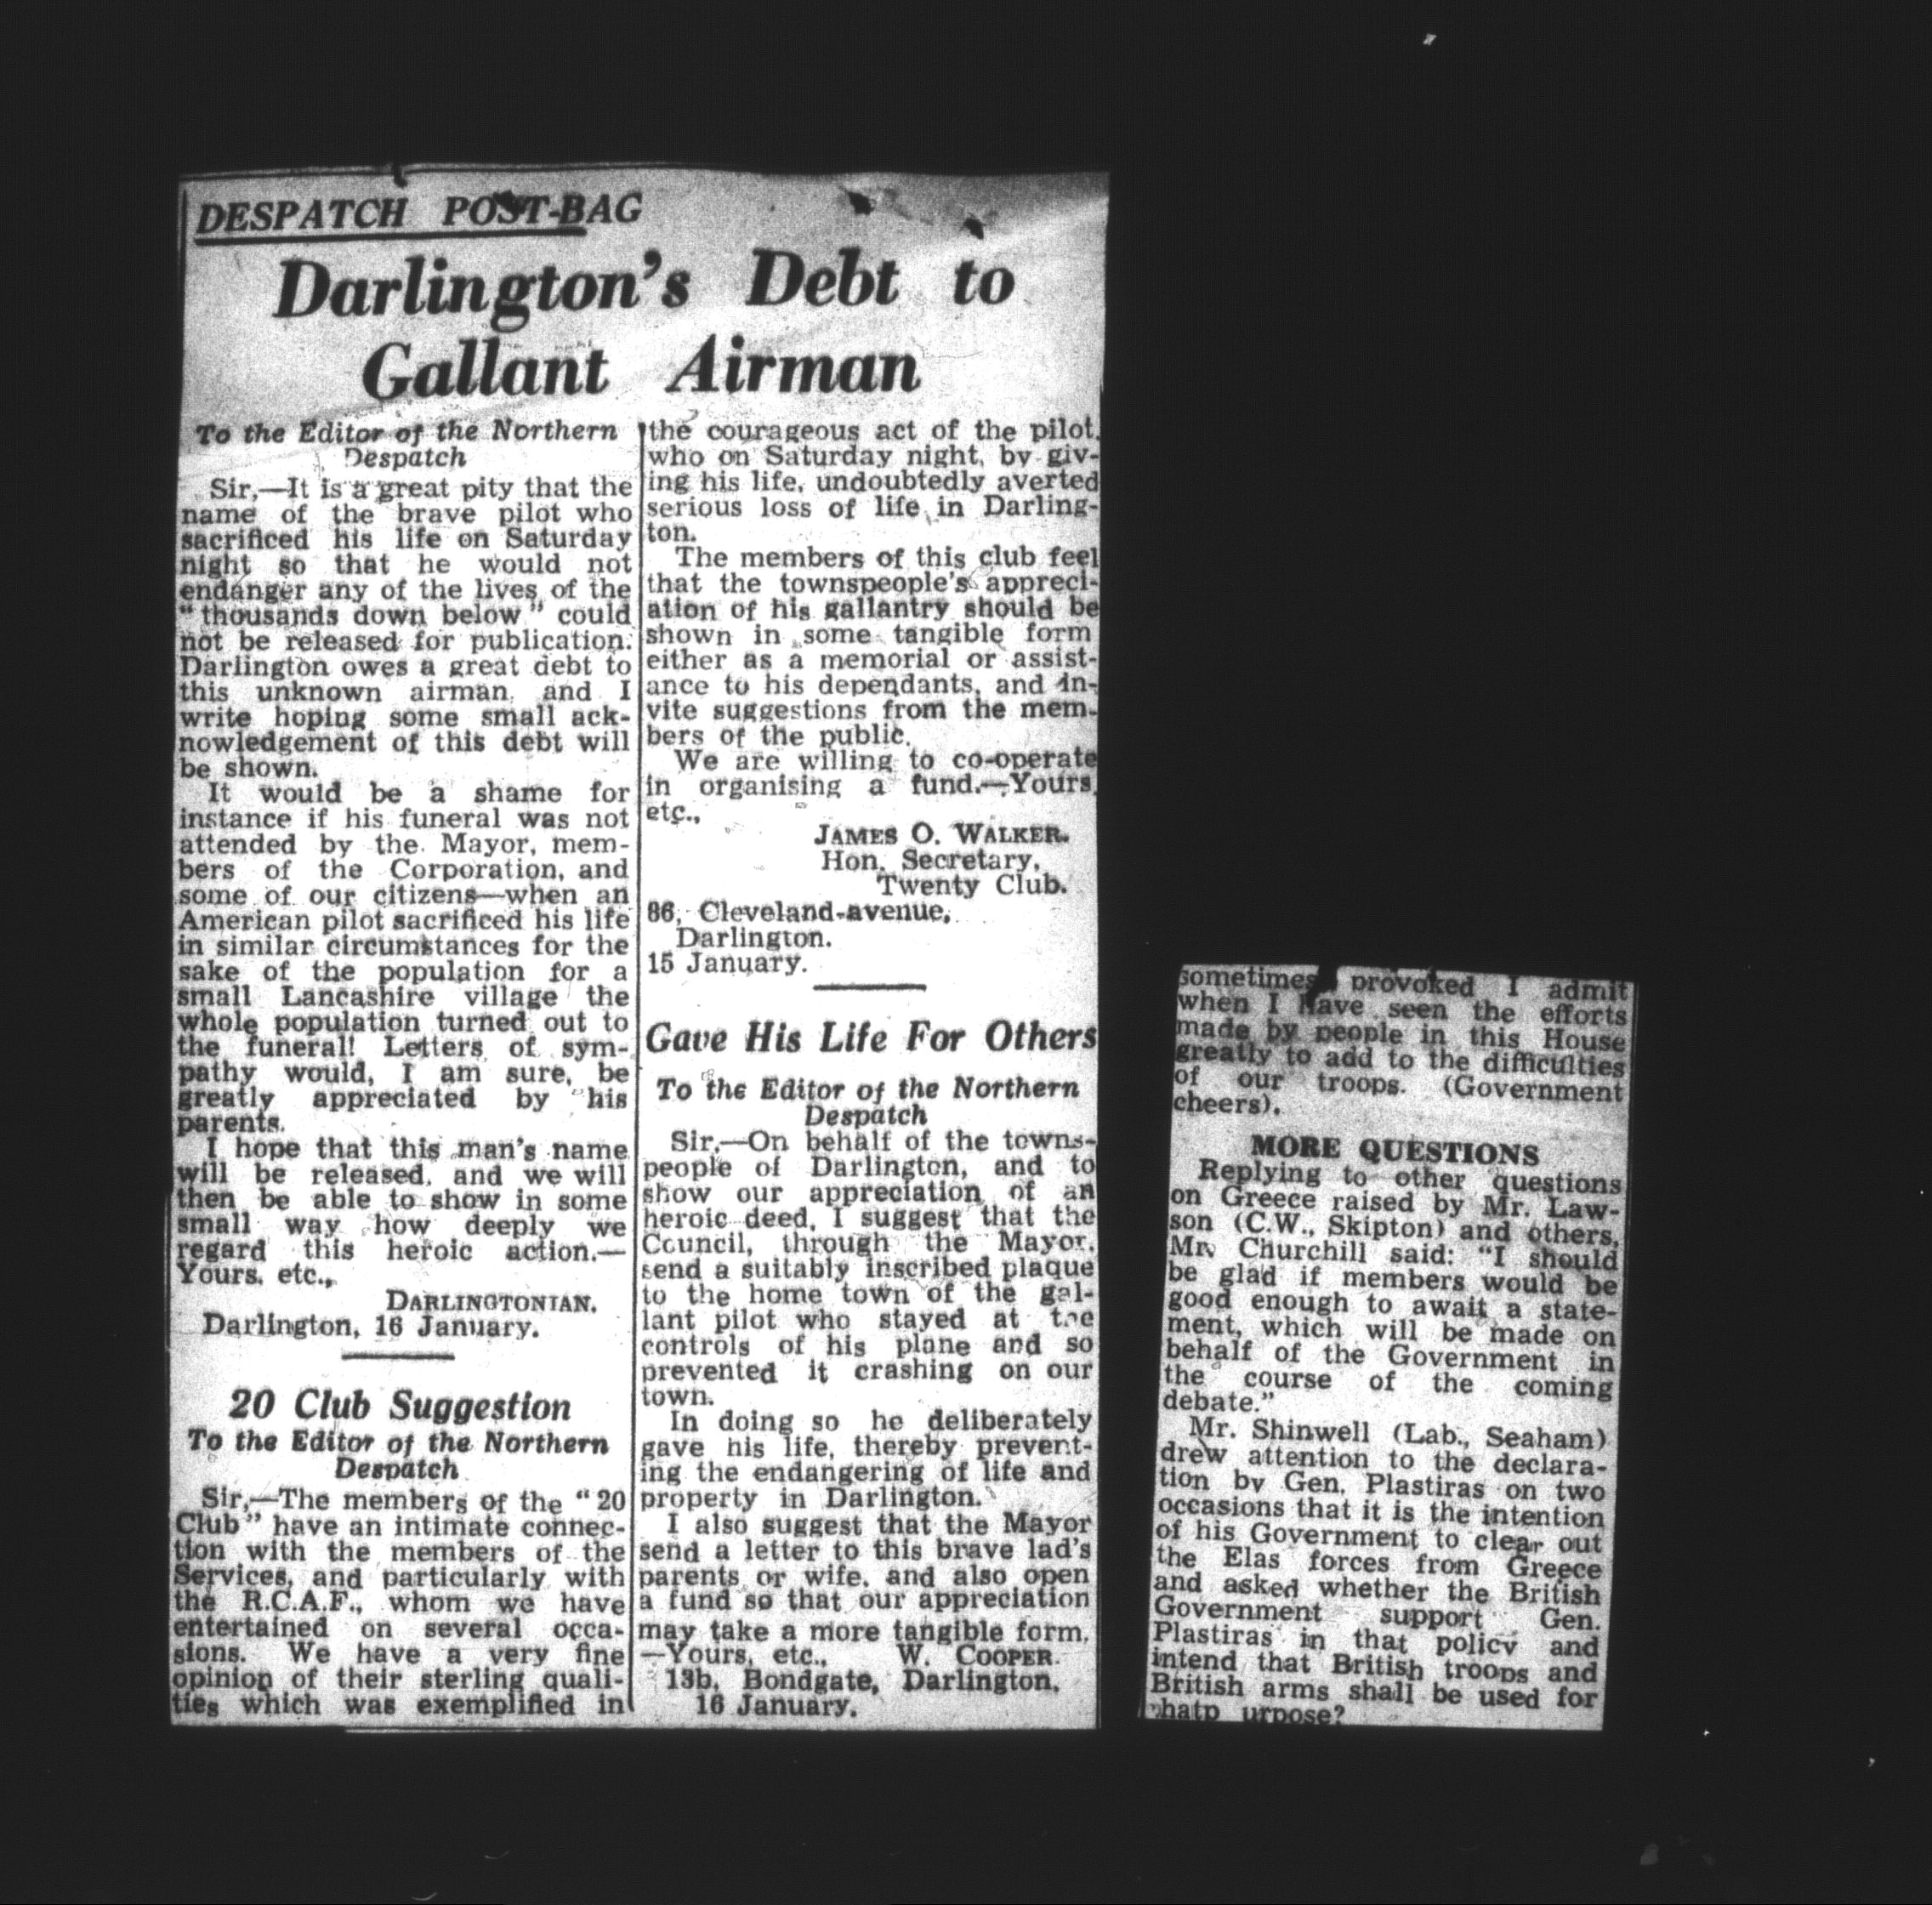 DESPATCH POST-BAG
Darlington's Debt to
Gallant Airman
To the Editor of the Northern
Despatch
Sir,—It is a great pity that the
name of the brave pilot who
sacrificed his life on Saturday
night so that he would not
endanger any of the lives of the
"thousands down below" could
not be released for publication.
Darlington owes a great debt to
this unknown airman, and I
write hoping some small ack-
nowledgement of this debt will
be shown.
It would be a shame for
instance if his funeral was not
attended by the Mayor, mem-
bers of the Corporation, and
some of our citizens—when an
American pilot sacrificed his life
in similar circumstances for the
sake of the population for a
small Lancashire village the
whole population turned out to
the funeral! Letters of sym-
pathy would, I am sure, be
greatly appreciated by his
parents.
I hope that this man's name
will be released, and we will
then be able to show in some
small way how deeply we
regard this heroic action.—
Yours, etc.,
DARLINGTONIAN.
Darlington, 16 January.
20 Club Suggestion
To the Editor of the Northern
Despatch
Sir,—The members of the "20
Club" have an intimate connec-
tion with the members of the
Services, and particularly with
the R.C.A.F., whom we have
entertained on several occa-
sions. We have a very fine
opinion of their sterling quali-
ties which was exemplified in
the courageous act of the pilot,
who on Saturday night, by giv-
ing his life, undoubtedly averted
serious loss of life in Darling-
ton.
The members of this club feel
that the townspeople's appreci-
ation of his gallantry should be
shown in some tangible form
either as a memorial or assist-
ance to his dependants, and in-
vite suggestions from the mem-
bers of the public.
We are willing to co-operate
in organising a fund.—Yours,
etc.,
JAMES O. WALKER.
Hon. Secretary,
Twenty Club.
86, Cleveland-avenue,
Darlington.
15 January.
Gave His Life For Others
To the Editor of the Northern
Despatch
Sir,—On behalf of the towns-
people of Darlington, and to
show our appreciation of an
heroic deed, I suggest that the
Council, through the Mayor,
send a suitably inscribed plaque
to the home town of the gal-
lant pilot who stayed at the
controls of his plane and so
prevented it crashing on our
town.
In doing so he deliberately
gave his life, thereby prevent-
ing the endangering of life and
property in Darlington.
I also suggest that the Mayor
send a letter to this brave lad's
parents or wife, and also open
a fund so that our appreciation
may take a more tangible form.
—Yours, etc., W. COOPER.
13b, Bondgate, Darlington.
16 January.
sometimes provoked I admit
when I have seen the efforts
made by people in this House
greatly to add to the difficulties
of our troops. (Government
cheers).
MORE QUESTIONS
Replying to other questions
on Greece raised by Mr. Law-
son (C.W., Skipton) and others,
Mr. Churchill said: "I should
be glad if members would be
good enough to await a state-
ment, which will be made on
behalf of the Government in
the course of the coming
debate."
Mr. Shinwell (Lab., Seaham)
drew attention to the declara-
tion by Gen. Plastiras on two
occasions that it is the intention
of his Government to clear out
the Elas forces from Greece
and asked whether the British
Government support Gen.
Plastiras in that policy and
intend that British troops and
British arms shall be used for
hatp urpose?